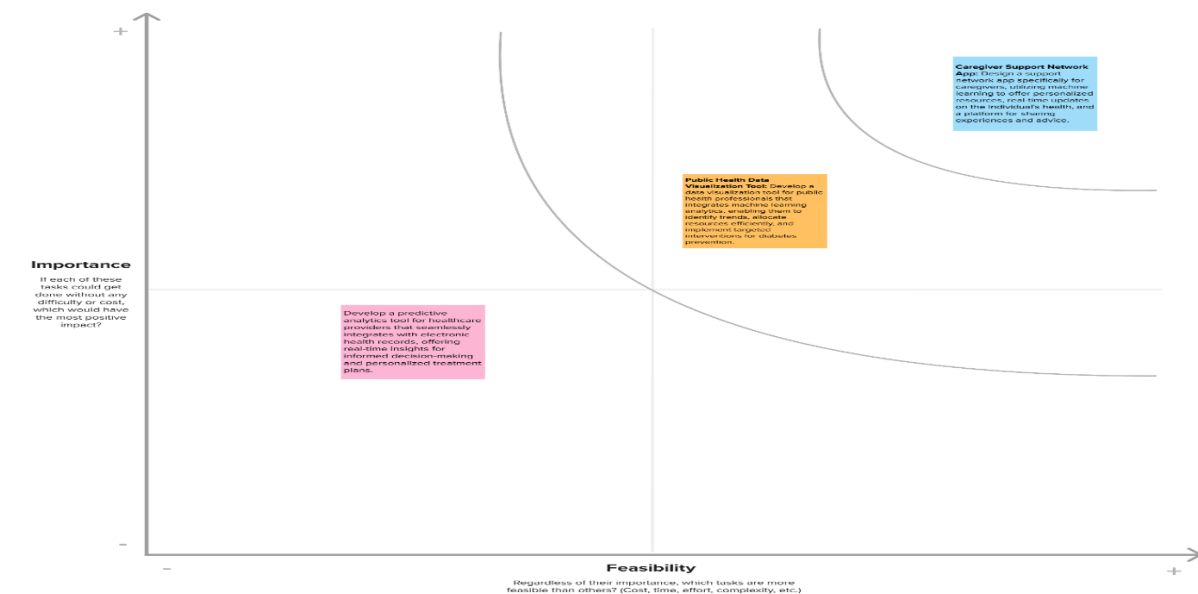 +
Caregiver Support Network
App: Design a support
network app specifically for
caregivers, utilizing machine
learning to offer personalized
resources, real-time updates
on the individual's health, and
a platform for sharing
experiences and advice.
Public Health Data
Visualization Tool: Develop a
data visualization tool for public
health professionals that
integrates machine learning
analytics, enabling them to
identify trends, allocate
resources efficiently, and
implement targeted
interventions for diabetes
prevention.
Importance
If each of these
tasks could get
done without any
difficulty or cost,
which would have
the most positive
impact?
Develop a predictive
analytics tool for healthcare
providers that seamlessly
integrates with electronic
health records, offering
real-time insights for
informed decision-making
and personalized treatment
plans.
-
-
Feasibility
+
Regardless of their importance, which tasks are more
feasible than others? (Cost, time, effort, complexity, etc.)